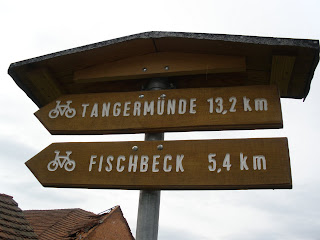 TANGERMÜNDE 13,2 km
FISCHBECK 5,4 km